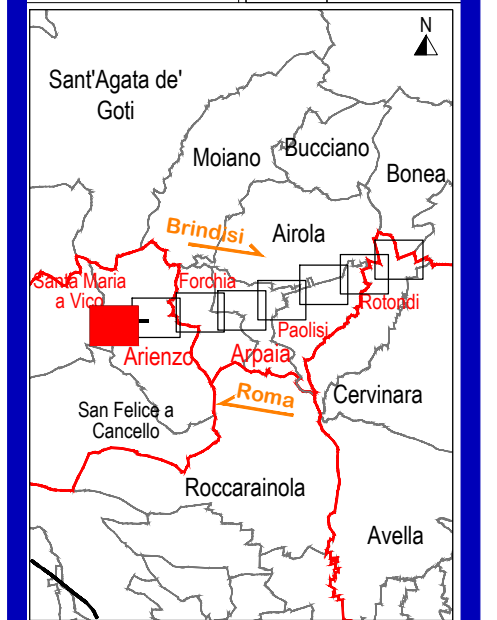 N
Sant'Agata de'
Goti
Moiano
Bucciano
Bonea
Brindisi
Airola
Santa Maria
a Vico
Forchia
Rotondi
Paolisi
Arienzo
Arpaia
Roma
Cervinara
San Felice a
Cancello
Roccarainola
Avella